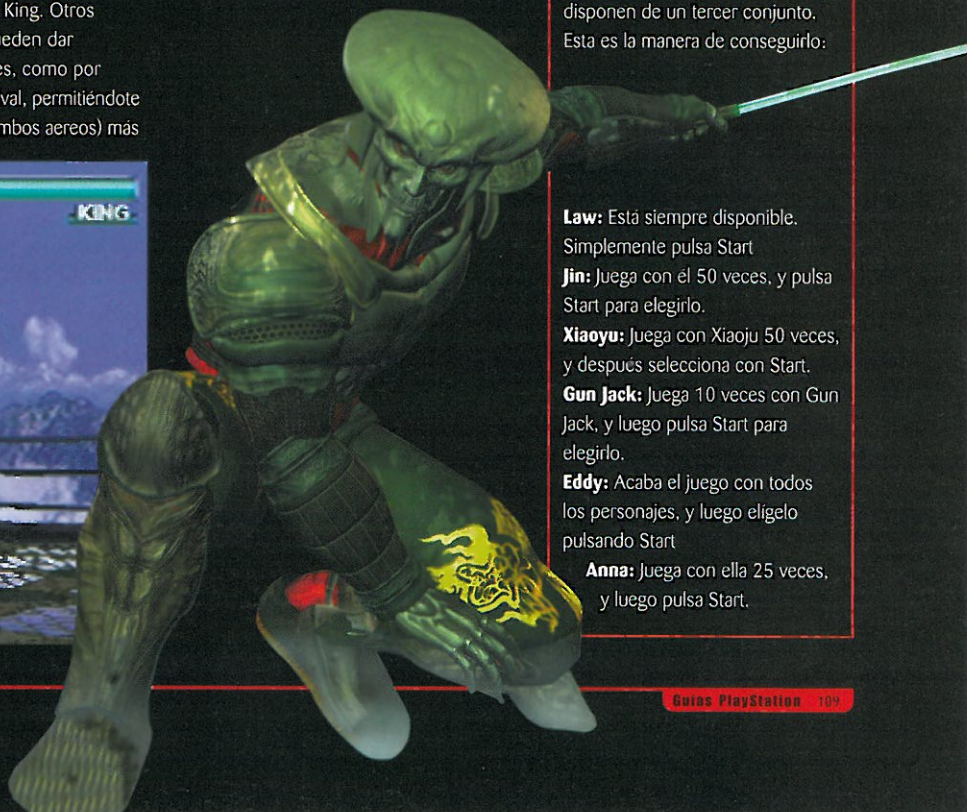 King. Otros
ueden dar
es, como por
val, permitiéndote
mbos aereos) más
KING
disponen de un tercer conjunto.
Esta es la manera de conseguirlo:
Law: Está siempre disponible.
Simplemente pulsa Start
Jin: Juega con él 50 veces, y pulsa
Start para elegirlo.
Xiaoyu: Juega con Xiaoju 50 veces,
y después selecciona con Start.
Gun Jack: Juega 10 veces con Gun
Jack, y luego pulsa Start para
elegirlo.
Eddy: Acaba el juego con todos
los personajes, y luego elígelo
pulsando Start
Anna: Juega con ella 25 veces,
y luego pulsa Start.
Guías PlayStation 109